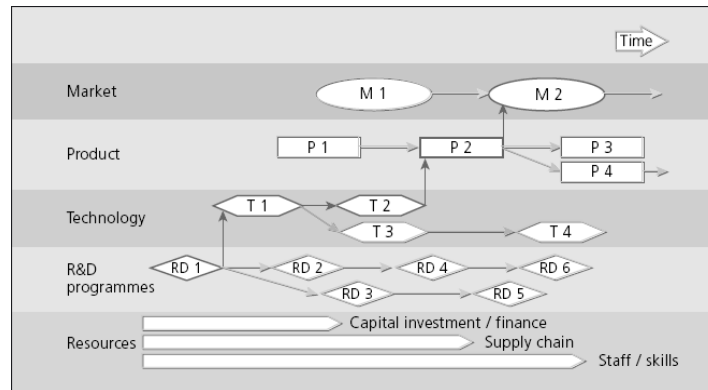 Time
Market
M 1
M 2
Product
P 1
P 2
P 3
P 4
Technology
T 1
T 2
T 3
T 4
R&D
programmes
RD 1
RD 2
RD 4
RD 6
RD 3
RD 5
Resources
Capital investment / finance
Supply chain
Staff / skills